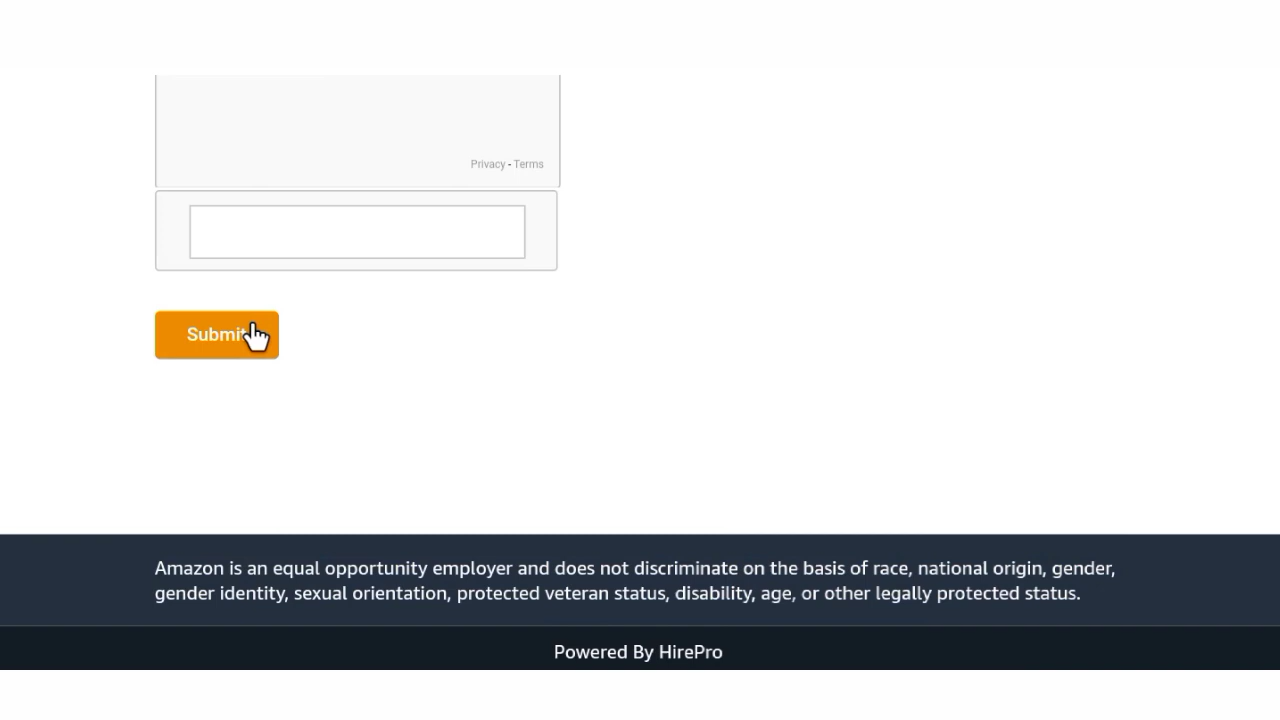 Privacy - Terms
Submit
Amazon is an equal opportunity employer and does not discriminate on the basis of race, national origin, gender,
gender identity, sexual orientation, protected veteran status, disability, age, or other legally protected status.
Powered By HirePro